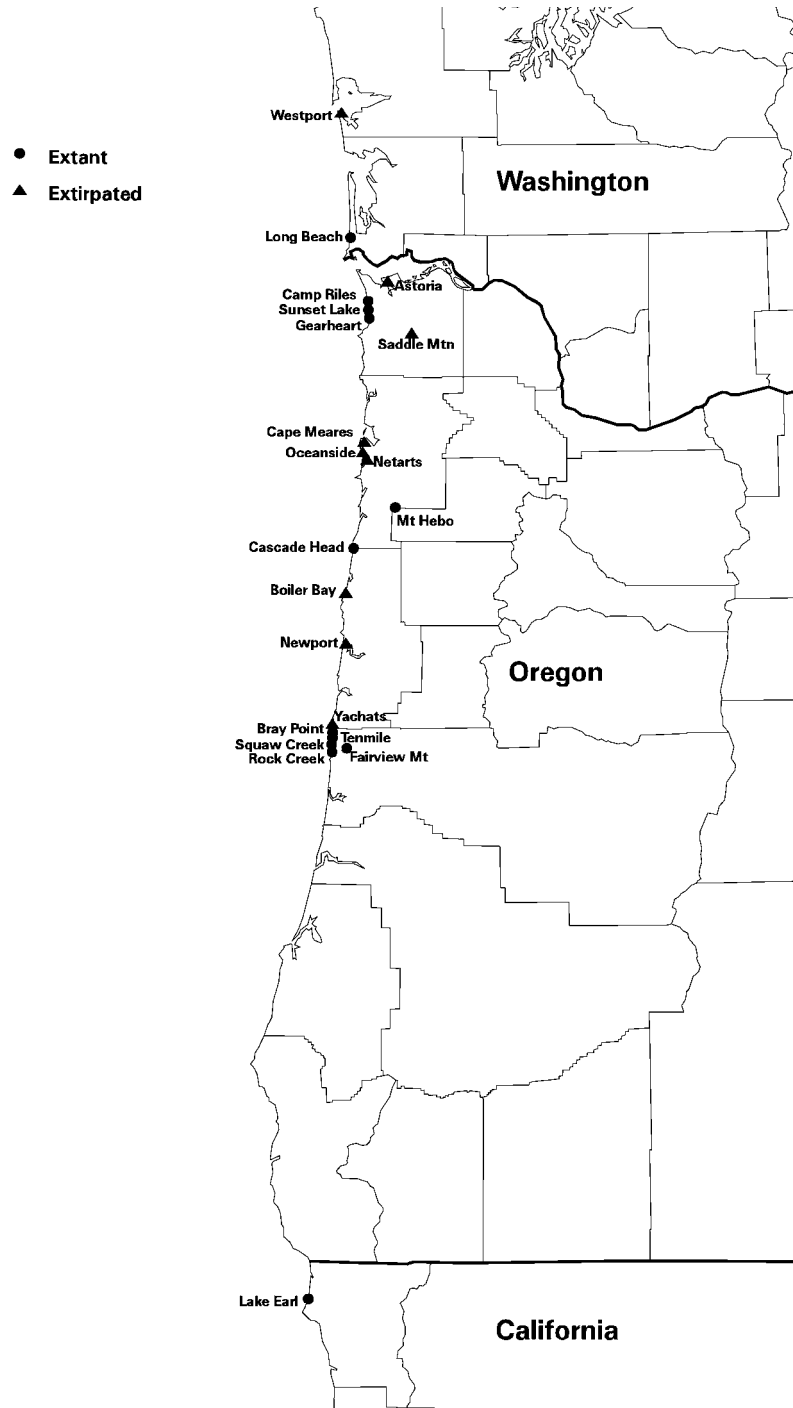 Westport
Extant
Extirpated
Washington
Long Beach
Astoria
Camp Riles
Sunset Lake
Gearheart
Saddle Mtn
Cape Meares
Oceanside
Netarts
Mt Hebo
Cascade Head
Boiler Bay
Newport
Oregon
Yachats
Bray Point
Tenmile
Squaw Creek
Rock Creek
Fairview Mt
Lake Earl
California